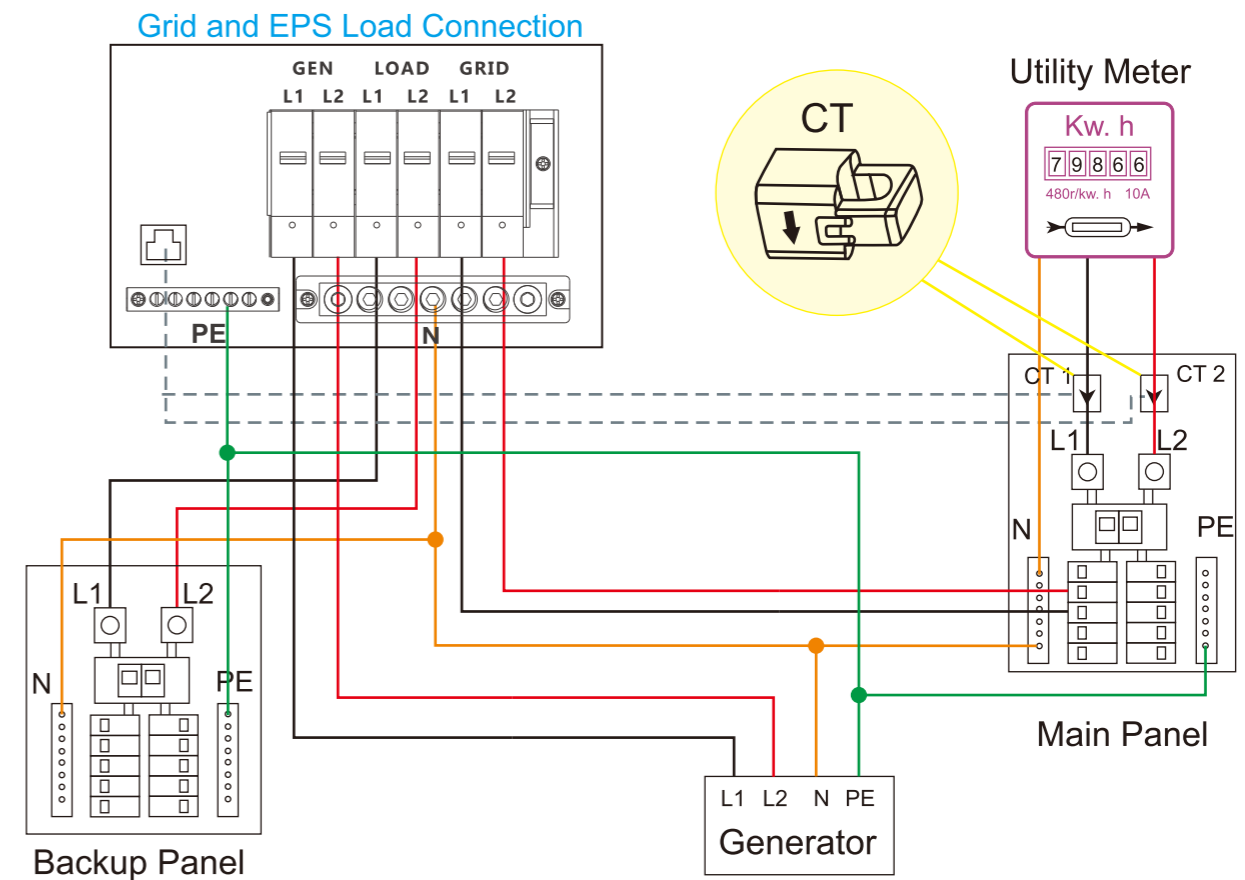 Grid and EPS Load Connection
GEN LOAD GRID
L1 L2 L1 L2 L1 L2
PE
N
CT
Utility Meter
Kw. h
79866
480r/kw. h 10A
CT 1
CT 2
L1
L2
N
PE
Main Panel
L1
L2
N
PE
Backup Panel
L1 L2 N PE
Generator